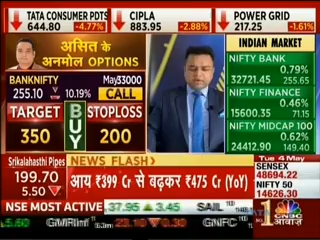 TATA CONSUMER PDTS
644.80 -4.77%
CIPLA
883.95 -2.88%
POWER GRID
217.25 -1.61%
असित के
अनमोल OPTIONS
BANKNIFTY May33000
255.10 10.19% CALL
TARGET BUY STOPLOSS
350 200
INDIAN MARKET
NIFTY BANK
0.79%
32721.45 255.65
NIFTY FINANCE
0.46%
15600.35 71.15
NIFTY MIDCAP 100
0.62%
24412.90 149.40
Srikalahasthi Pipes
199.70
5.50
NEWS FLASH
आय ₹399 Cr से बढ़कर ₹475 Cr (YoY)
Tue 4 May
SENSEX
48694.22
NIFTY 50
14626.30
NSE MOST ACTIVE
37.95 3.45
SAIL
GMRINFRA
CNBC
आवाज़